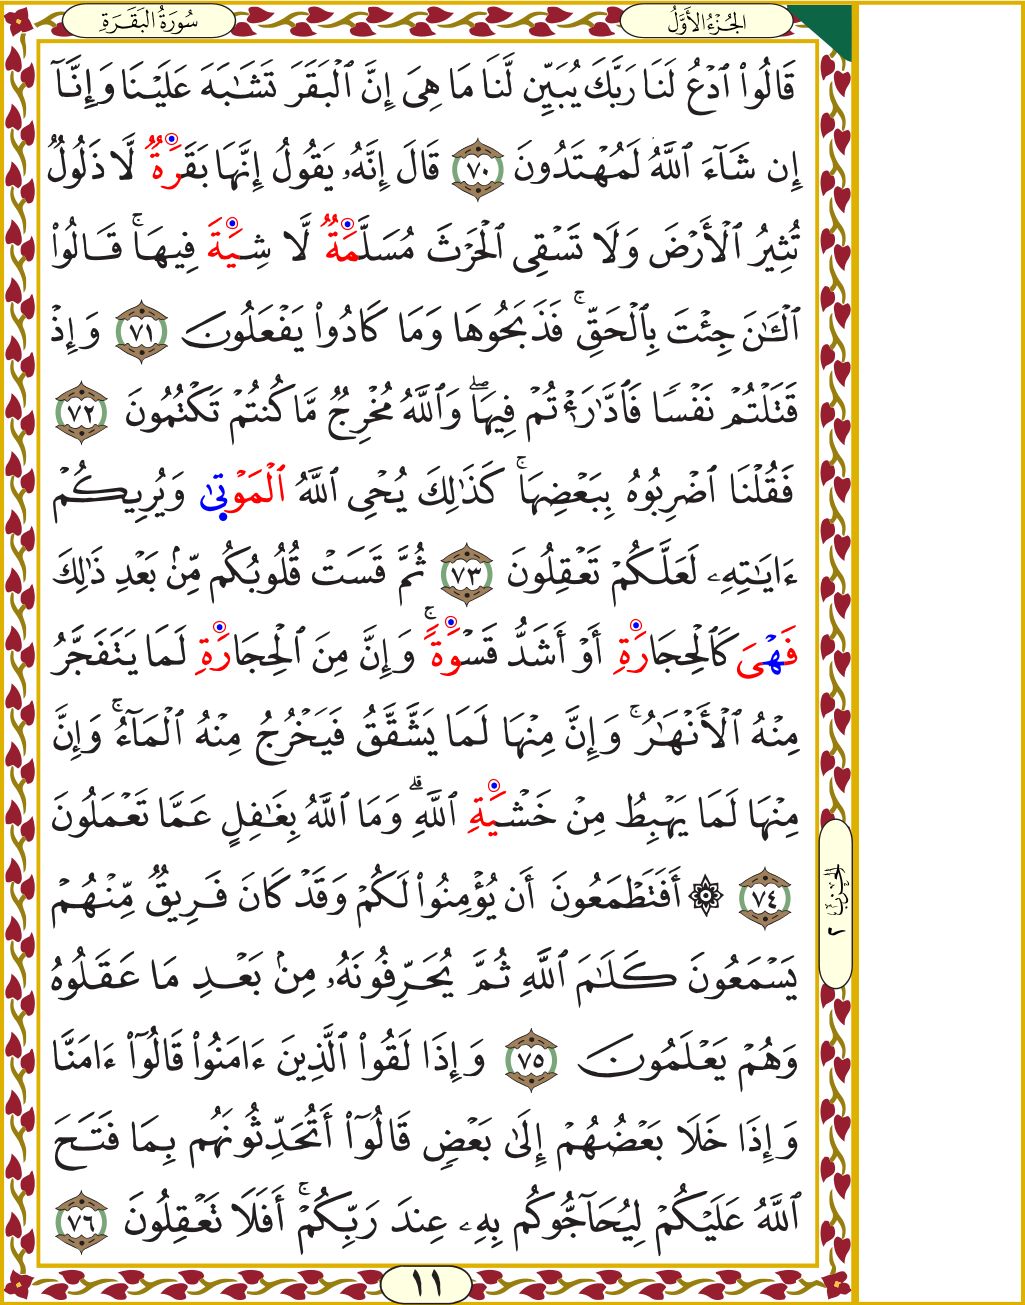 الجُزْءُ الأَوَّلُ
سُورَةُ البَقَرَةِ
قَالُوا۟ ٱدْعُ لَنَا رَبَّكَ يُبَيِّن لَّنَا مَا هِىَ إِنَّ ٱلْبَقَرَ تَشَـٰبَهَ عَلَيْنَا وَإِنَّآ
إِن شَآءَ ٱللَّهُ لَمُهْتَدُونَ ٧٠ قَالَ إِنَّهُۥ يَقُولُ إِنَّهَا بَقَرَةٌ لَّا ذَلُولٌ
تُثِيرُ ٱلْأَرْضَ وَلَا تَسْقِى ٱلْحَرْثَ مُسَلَّمَةٌ لَّا شِيَةَ فِيهَا ۚ قَالُوا۟
ٱلْـَٔـٰنَ جِئْتَ بِٱلْحَقِّ ۚ فَذَبَحُوهَا وَمَا كَادُوا۟ يَفْعَلُونَ ٧١ وَإِذْ
قَتَلْتُمْ نَفْسًا فَٱدَّٰرَْٰٔتُمْ فِيهَا ۖ وَٱللَّهُ مُخْرِجٌ مَّا كُنتُمْ تَكْتُمُونَ ٧٢
فَقُلْنَا ٱضْرِبُوهُ بِبَعْضِهَا ۚ كَذَٰلِكَ يُحْىِ ٱللَّهُ ٱلْمَوْتَىٰ وَيُرِيكُمْ
ءَايَـٰتِهِۦ لَعَلَّكُمْ تَعْقِلُونَ ٧٣ ثُمَّ قَسَتْ قُلُوبُكُم مِّنۢ بَعْدِ ذَٰلِكَ
فَهْىَ كَٱلْحِجَارَةِ أَوْ أَشَدُّ قَسْوَةً ۚ وَإِنَّ مِنَ ٱلْحِجَارَةِ لَمَا يَتَفَجَّرُ
مِنْهُ ٱلْأَنْهَـٰرُ ۚ وَإِنَّ مِنْهَا لَمَا يَشَّقَّقُ فَيَخْرُجُ مِنْهُ ٱلْمَآءُ ۚ وَإِنَّ
مِنْهَا لَمَا يَهْبِطُ مِنْ خَشْيَةِ ٱللَّهِ ۗ وَمَا ٱللَّهُ بِغَـٰفِلٍ عَمَّا تَعْمَلُونَ
٧٤ ۞ أَفَتَطْمَعُونَ أَن يُؤْمِنُوا۟ لَكُمْ وَقَدْ كَانَ فَرِيقٌ مِّنْهُمْ
يَسْمَعُونَ كَلَـٰمَ ٱللَّهِ ثُمَّ يُحَرِّفُونَهُۥ مِنۢ بَعْدِ مَا عَقَلُوهُ
وَهُمْ يَعْلَمُونَ ٧٥ وَإِذَا لَقُوا۟ ٱلَّذِينَ ءَامَنُوا۟ قَالُوٓا۟ ءَامَنَّا
وَإِذَا خَلَا بَعْضُهُمْ إِلَىٰ بَعْضٍ قَالُوٓا۟ أَتُحَدِّثُونَهُم بِمَا فَتَحَ
ٱللَّهُ عَلَيْكُمْ لِيُحَآجُّوكُم بِهِۦ عِندَ رَبِّكُمْ ۚ أَفَلَا تَعْقِلُونَ ٧٦
الحِزْبُ ٢
١١